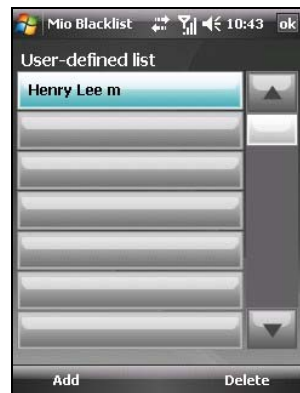 Mio Blacklist 10:43 ok
User-defined list
Henry Lee m
Add Delete